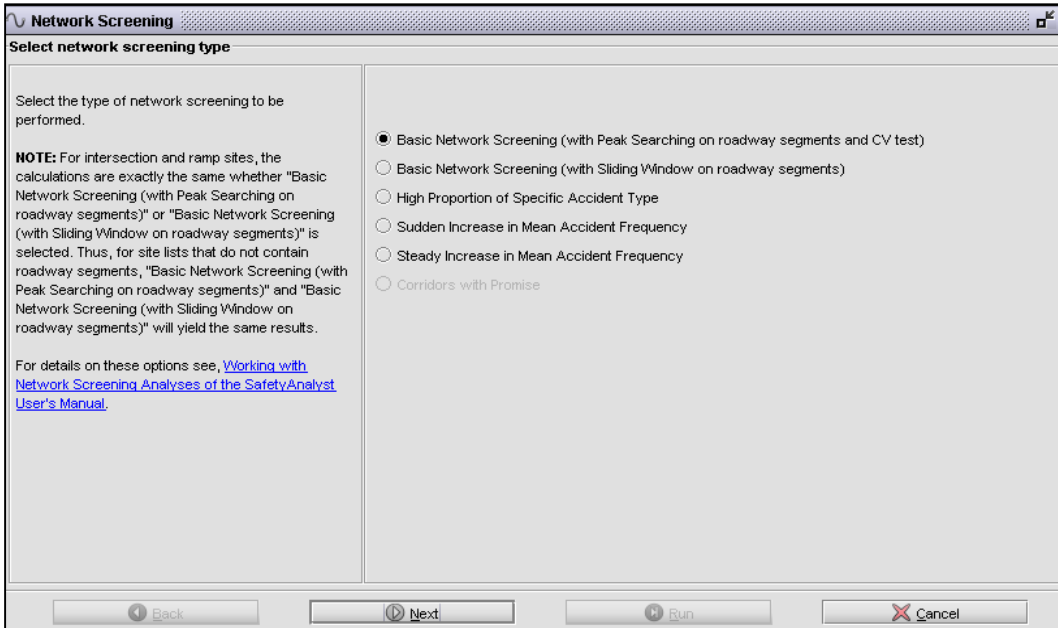 Network Screening
Select network screening type
Select the type of network screening to be
performed.
NOTE: For intersection and ramp sites, the
calculations are exactly the same whether "Basic
Network Screening (with Peak Searching on
roadway segments)" or "Basic Network Screening
(with Sliding Window on roadway segments)" is
selected. Thus, for site lists that do not contain
roadway segments, "Basic Network Screening (with
Peak Searching on roadway segments)" and "Basic
Network Screening (with Sliding Window on
roadway segments)" will yield the same results.
For details on these options see, Working with
Network Screening Analyses of the SafetyAnalyst
User's Manual.
Basic Network Screening (with Peak Searching on roadway segments and CV test)
Basic Network Screening (with Sliding Window on roadway segments)
High Proportion of Specific Accident Type
Sudden Increase in Mean Accident Frequency
Steady Increase in Mean Accident Frequency
Corridors with Promise
Back
Next
Run
Cancel